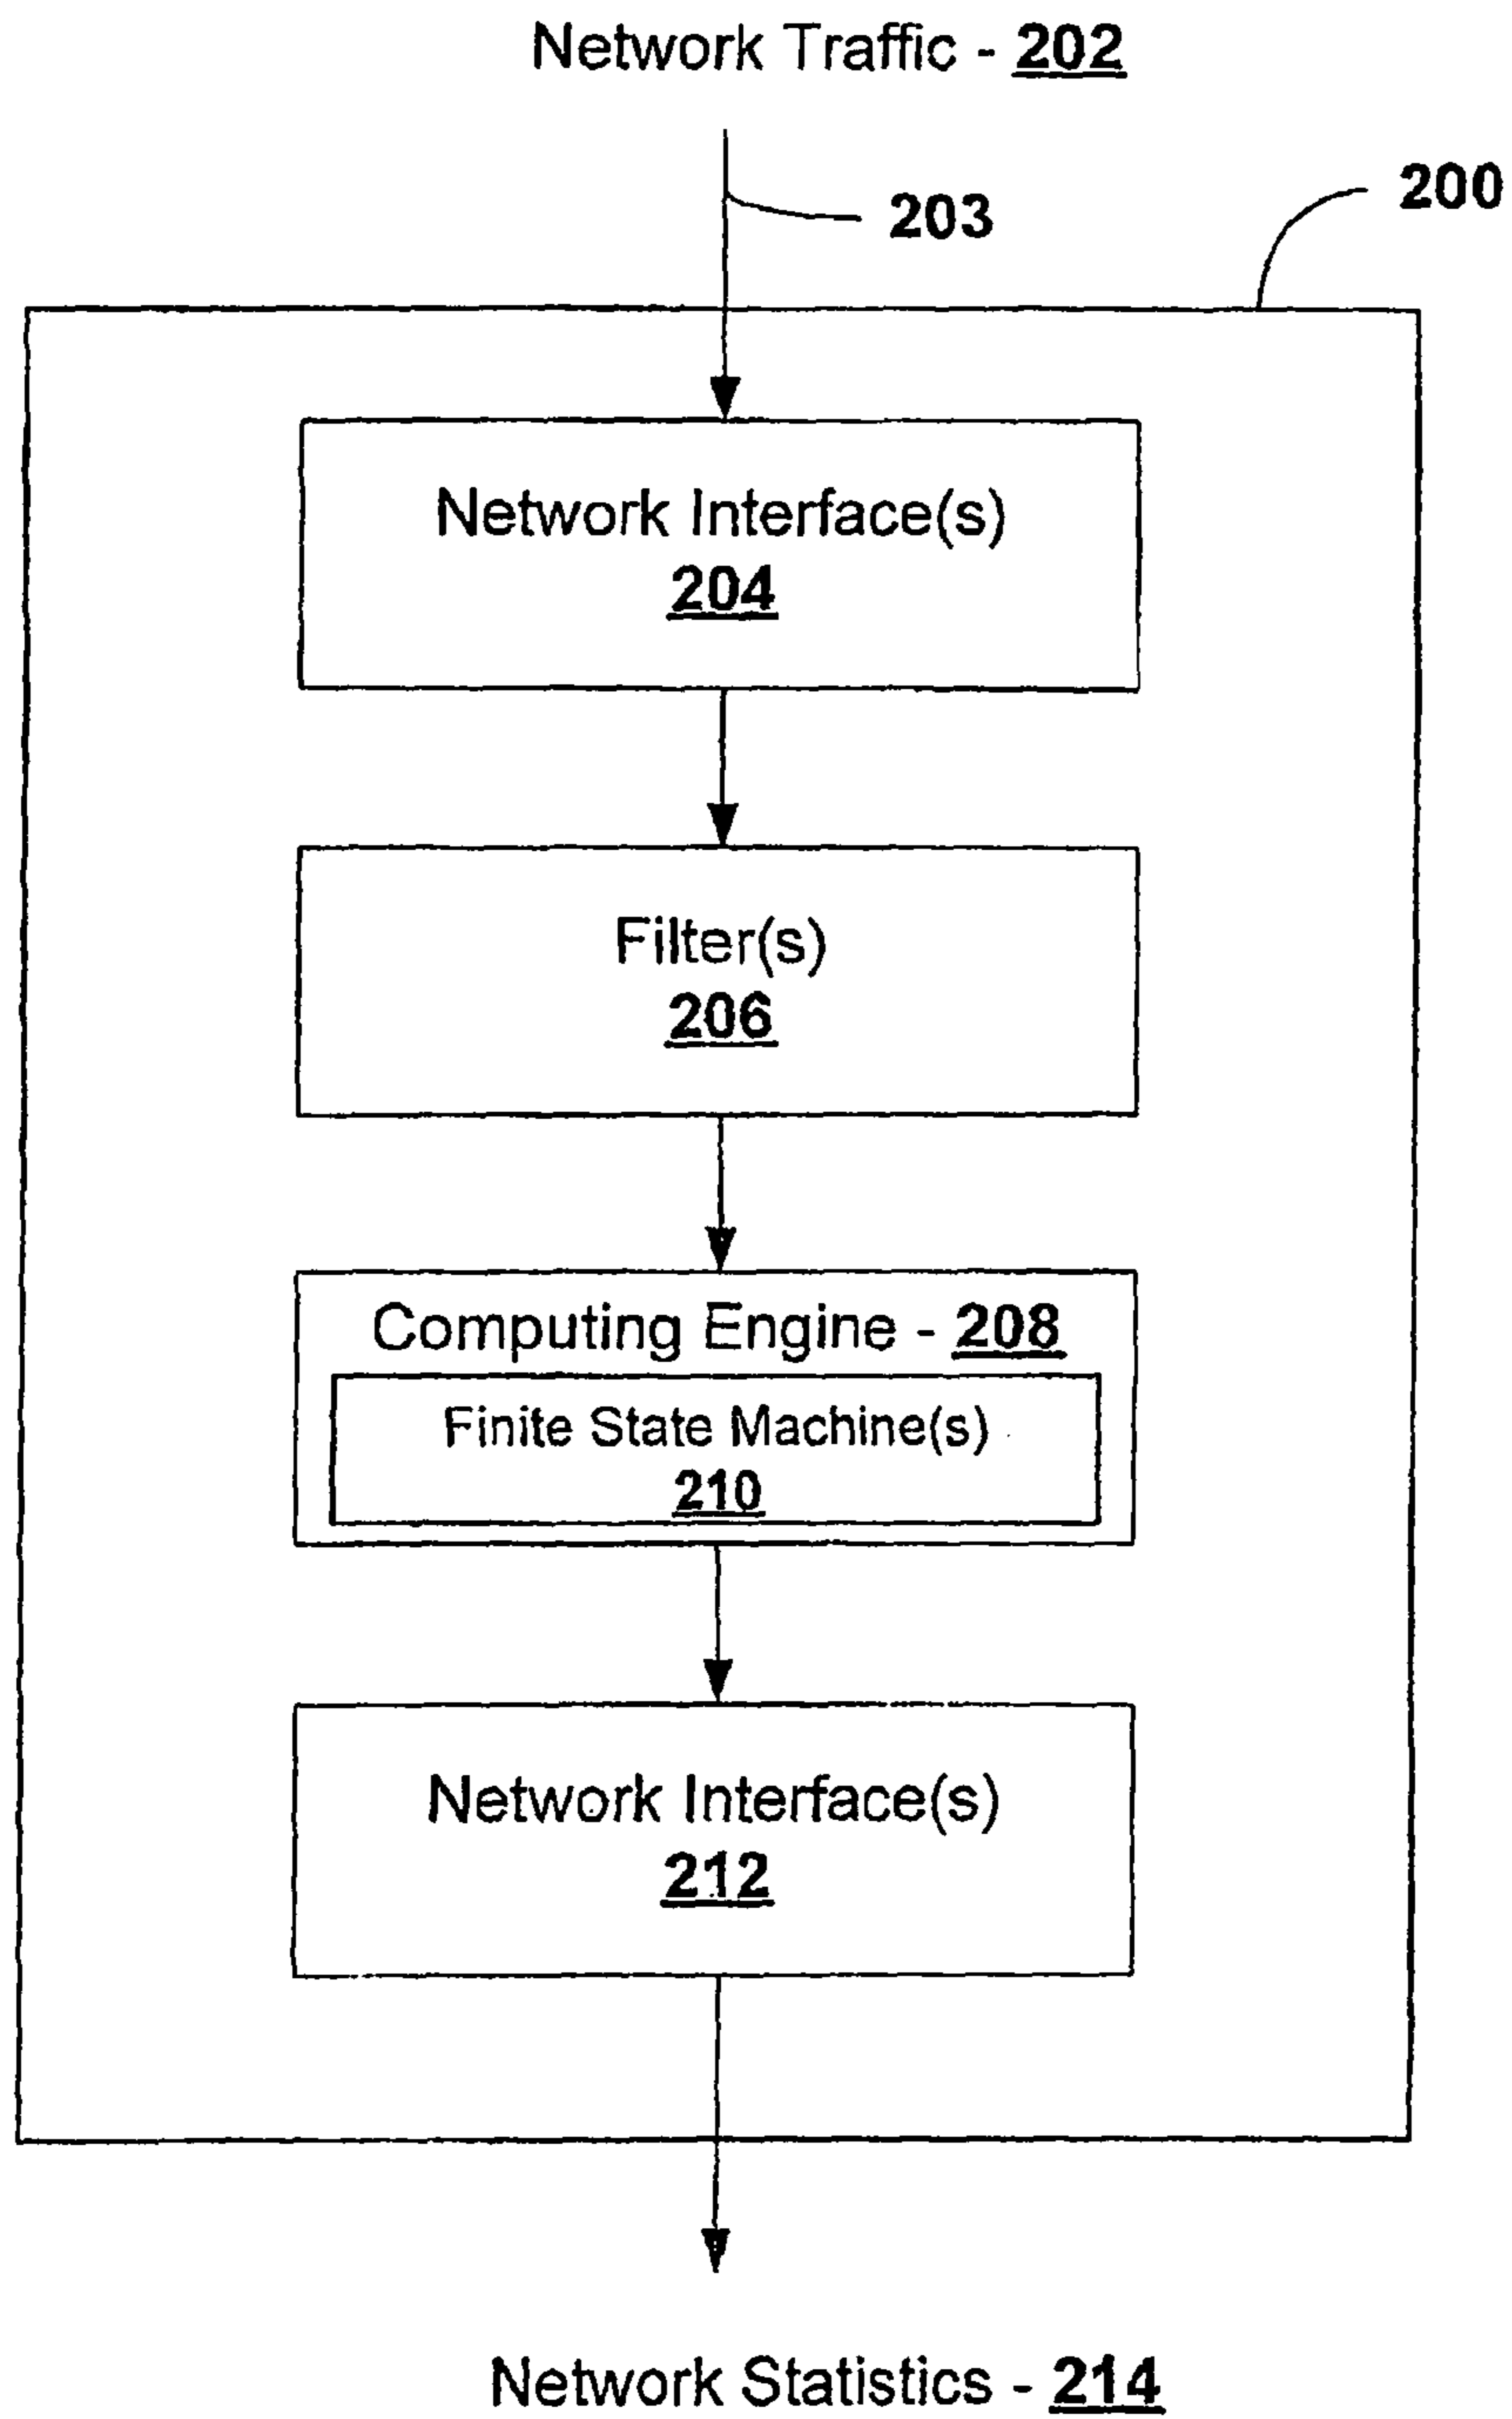 Network Traffic - 202
200
203
Network Interface(s)
204
Filter(s)
206
Computing Engine - 208
Finite State Machine(s)
210
Network Interface(s)
212
Network Statistics - 214